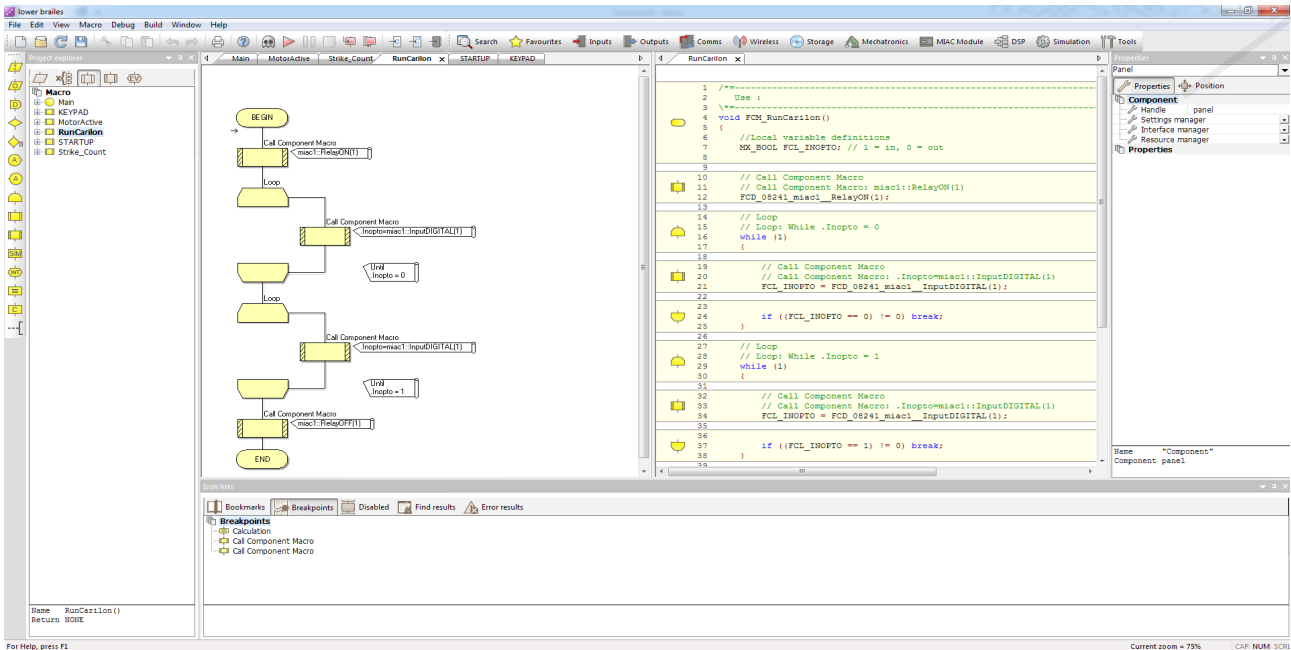 lower brailes
File Edit View Macro Debug Build Window Help
Search Favourites Inputs Outputs Comms Wireless Storage Mechatronics MIAC Module DSP Simulation Tools
Project explorer
Macro
Main
KEYPAD
MotorActive
RunCarilon
STARTUP
Strike_Count
Name RunCarilon()
Return NONE
Main MotorActive Strike_Count RunCarilon x STARTUP KEYPAD
BEGIN
Call Component Macro
miac1::RelayON(1)
Loop
Call Component Macro
.Inopto=miac1::InputDIGITAL(1)
Until
.Inopto = 0
Loop
Call Component Macro
.Inopto=miac1::InputDIGITAL(1)
Until
.Inopto = 1
Call Component Macro
miac1::RelayOFF(1)
END
RunCarilon x
1 /*=----------------------------------------------------------------------
2 Use :
3 \*=----------------------------------------------------------------------
4 void FCM_RunCarilon()
5 {
6 //Local variable definitions
7 MX_BOOL FCL_INOPTO; // 1 = in, 0 = out
8
9
10 // Call Component Macro
11 // Call Component Macro: miac1::RelayON(1)
12 FCD_08241_miac1__RelayON(1);
13
14 // Loop
15 // Loop: While .Inopto = 0
16 while (1)
17 {
18
19 // Call Component Macro
20 // Call Component Macro: .Inopto=miac1::InputDIGITAL(1)
21 FCL_INOPTO = FCD_08241_miac1__InputDIGITAL(1);
22
23
24 if ((FCL_INOPTO == 0) != 0) break;
25 }
26
27 // Loop
28 // Loop: While .Inopto = 1
29 while (1)
30 {
31
32 // Call Component Macro
33 // Call Component Macro: .Inopto=miac1::InputDIGITAL(1)
34 FCL_INOPTO = FCD_08241_miac1__InputDIGITAL(1);
35
36
37 if ((FCL_INOPTO == 1) != 0) break;
38 }
39
Properties
Panel
Properties Position
Component
Handle panel
Settings manager
Interface manager
Resource manager
Properties
Name "Component"
Component panel
Icon lists
Bookmarks Breakpoints Disabled Find results Error results
Breakpoints
Calculation
Call Component Macro
Call Component Macro
For Help, press F1
Current zoom = 75% CAP NUM SCRL